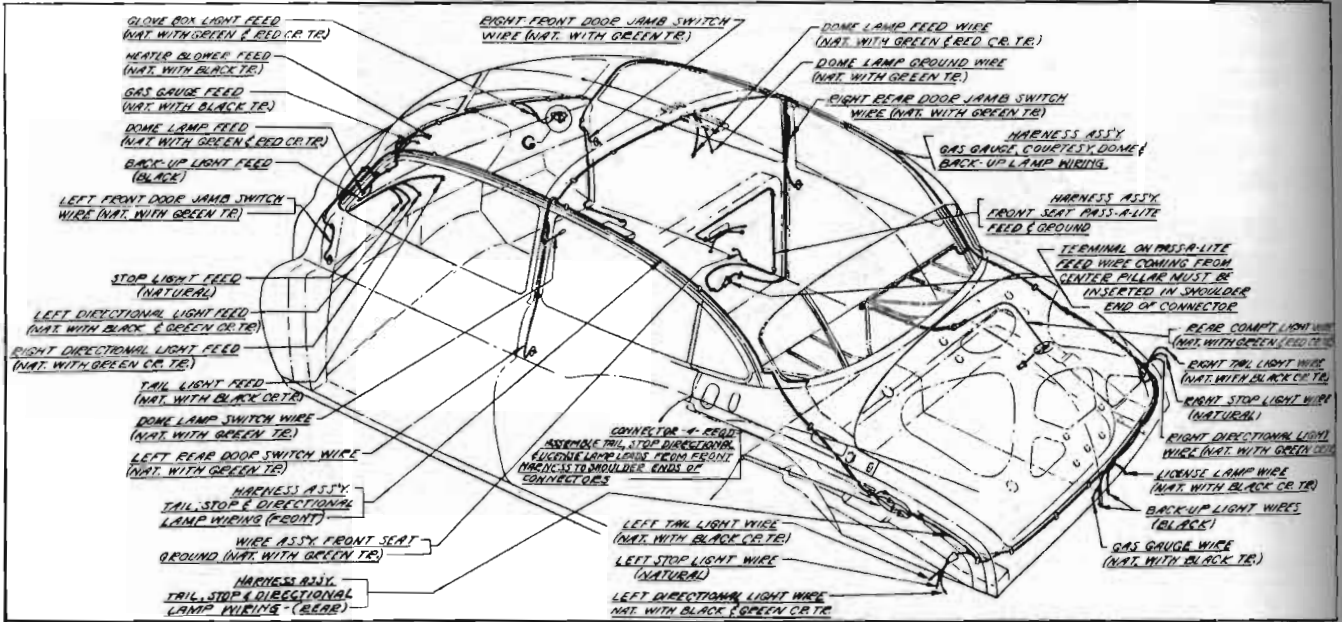 GLOVE BOX LIGHT FEED
(NAT. WITH GREEN & RED CR. TR.)
HEATER BLOWER FEED
(NAT. WITH BLACK TR.)
GAS GAUGE FEED
(NAT. WITH BLACK TR.)
DOME LAMP FEED
(NAT. WITH GREEN & RED CR. TR.)
BACK-UP LIGHT FEED
(BLACK)
LEFT FRONT DOOR JAMB SWITCH
WIRE (NAT. WITH GREEN TR.)
STOP LIGHT FEED
(NATURAL)
LEFT DIRECTIONAL LIGHT FEED
(NAT. WITH BLACK & GREEN CR. TR.)
RIGHT DIRECTIONAL LIGHT FEED
(NAT. WITH GREEN CR. TR.)
TAIL LIGHT FEED
(NAT. WITH BLACK CR. TR.)
DOME LAMP SWITCH WIRE
(NAT. WITH GREEN TR.)
LEFT REAR DOOR SWITCH WIRE
(NAT. WITH GREEN TR.)
HARNESS ASS'Y.
TAIL, STOP & DIRECTIONAL
LAMP WIRING (FRONT)
WIRE ASS'Y. FRONT SEAT
GROUND (NAT. WITH GREEN TR.)
HARNESS ASS'Y.
TAIL, STOP & DIRECTIONAL
LAMP WIRING - (REAR)
RIGHT FRONT DOOR JAMB SWITCH
WIRE (NAT. WITH GREEN TR.)
G
CONNECTOR - 4 - REQD.
ASSEMBLE TAIL, STOP DIRECTIONAL
& LICENSE LAMP LEADS FROM FRONT
HARNESS TO SHOULDER ENDS OF
CONNECTORS
LEFT TAIL LIGHT WIRE
(NAT. WITH BLACK CR. TR.)
LEFT STOP LIGHT WIRE
(NATURAL)
LEFT DIRECTIONAL LIGHT WIRE
NAT. WITH BLACK & GREEN CR. TR.
DOME LAMP FEED WIRE
(NAT. WITH GREEN & RED CR. TR.)
DOME LAMP GROUND WIRE
(NAT. WITH GREEN TR.)
RIGHT REAR DOOR JAMB SWITCH
WIRE (NAT. WITH GREEN TR.)
HARNESS ASS'Y.
GAS GAUGE, COURTESY, DOME &
BACK-UP LAMP WIRING
HARNESS ASS'Y.
FRONT SEAT PASS-A-LITE
FEED & GROUND
TERMINAL ON PASS-A-LITE
FEED WIRE COMING FROM
CENTER PILLAR MUST BE
INSERTED IN SHOULDER
END OF CONNECTOR
REAR COMP'T LIGHT
(NAT. WITH GREEN & RED
RIGHT TAIL LIGHT WIRE
(NAT. WITH BLACK CR. TR.)
RIGHT STOP LIGHT WIRE
(NATURAL)
RIGHT DIRECTIONAL LIGHT
WIRE (NAT. WITH GREEN
LICENSE LAMP WIRE
(NAT. WITH BLACK CR. TR.)
BACK-UP LIGHT WIRES
(BLACK)
GAS GAUGE WIRE
(NAT. WITH BLACK TR.)